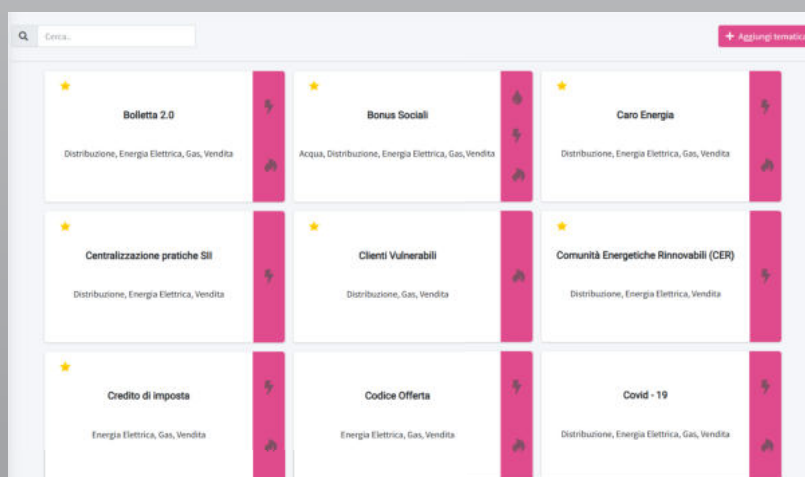 Cerca..
+ Aggiungi tematica
Bolletta 2.0
Distribuzione, Energia Elettrica, Gas, Vendita
Bonus Sociali
Acqua, Distribuzione, Energia Elettrica, Gas, Vendita
Caro Energia
Distribuzione, Energia Elettrica, Gas, Vendita
Centralizzazione pratiche SII
Distribuzione, Energia Elettrica, Vendita
Clienti Vulnerabili
Distribuzione, Gas, Vendita
Comunità Energetiche Rinnovabili (CER)
Distribuzione, Energia Elettrica, Vendita
Credito di imposta
Energia Elettrica, Gas, Vendita
Codice Offerta
Energia Elettrica, Gas, Vendita
Covid - 19
Distribuzione, Energia Elettrica, Gas, Vendita